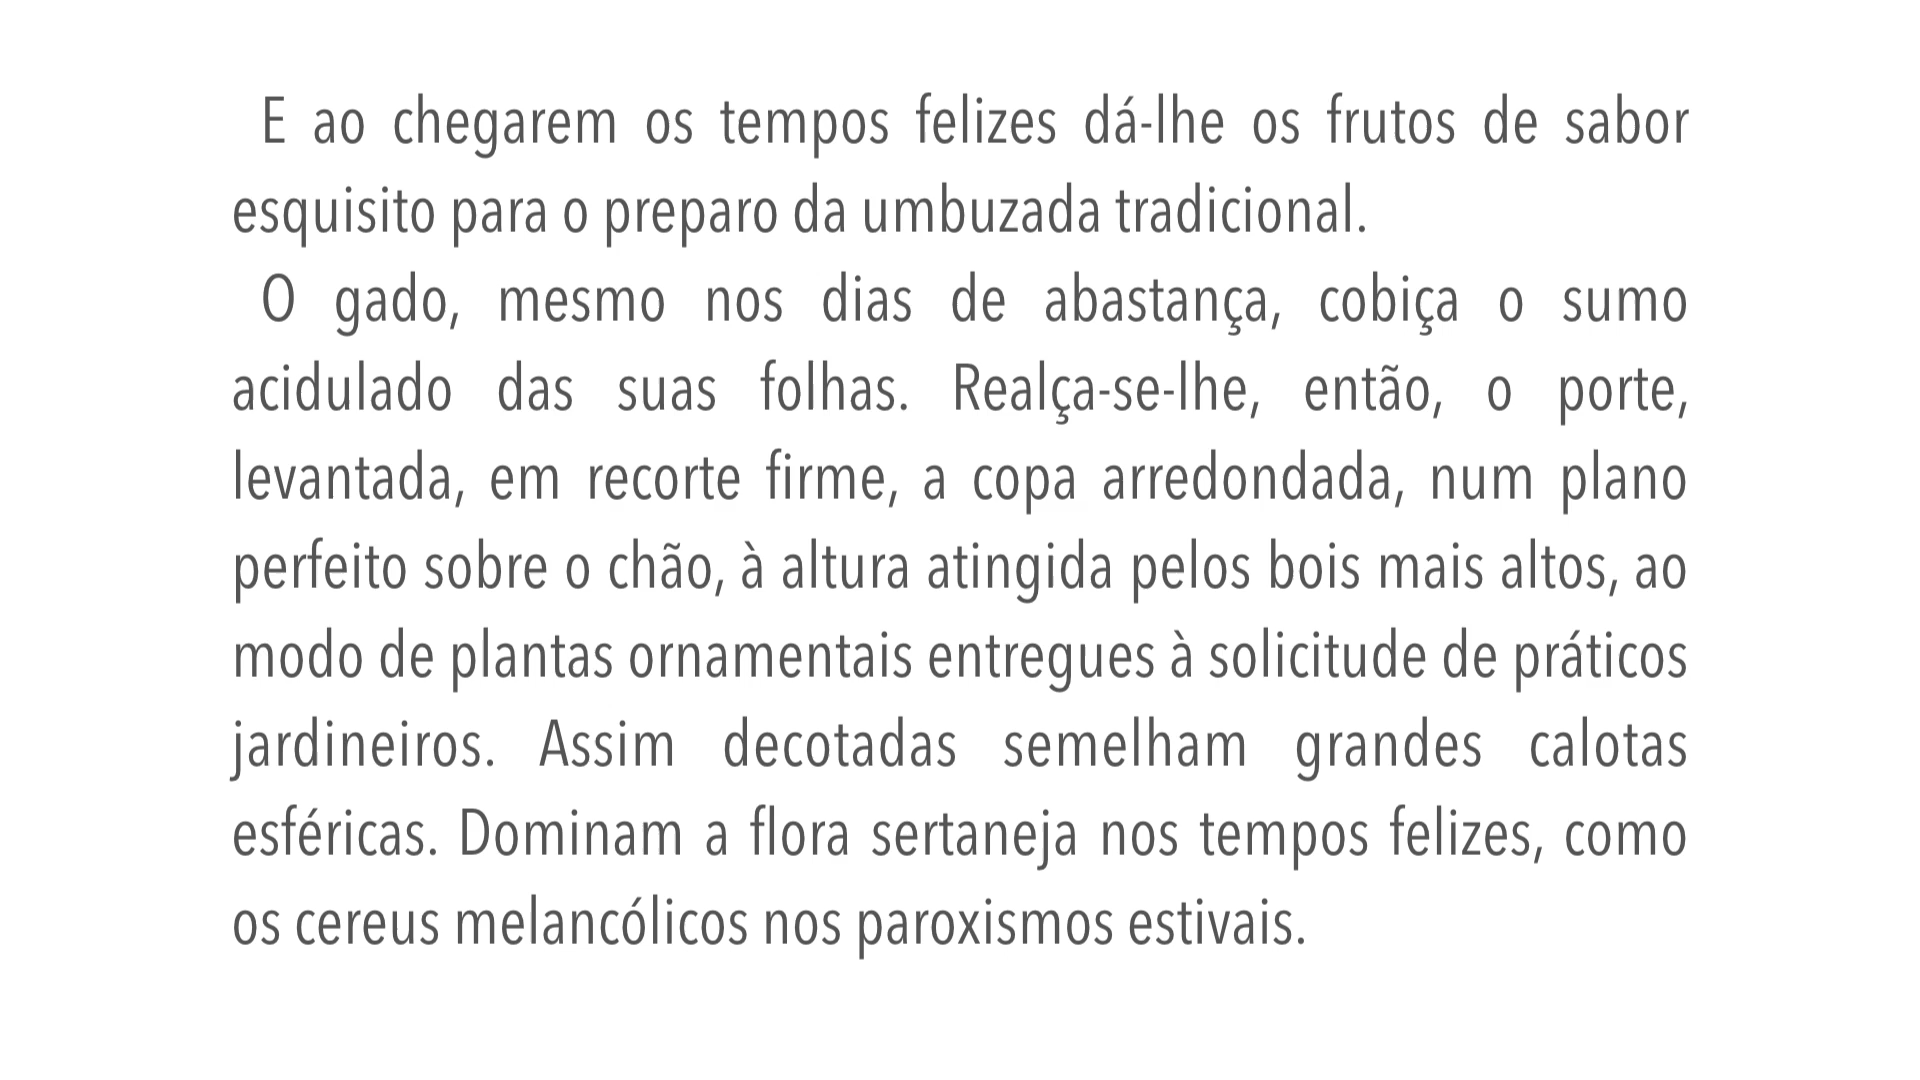 E ao chegarem os tempos felizes dá-lhe os frutos de sabor
esquisito para o preparo da umbuzada tradicional.
O gado, mesmo nos dias de abastança, cobiça o sumo
acidulado das suas folhas. Realça-se-lhe, então, o porte,
levantada, em recorte firme, a copa arredondada, num plano
perfeito sobre o chão, à altura atingida pelos bois mais altos, ao
modo de plantas ornamentais entregues à solicitude de práticos
jardineiros. Assim decotadas semelham grandes calotas
esféricas. Dominam a flora sertaneja nos tempos felizes, como
os cereus melancólicos nos paroxismos estivais.